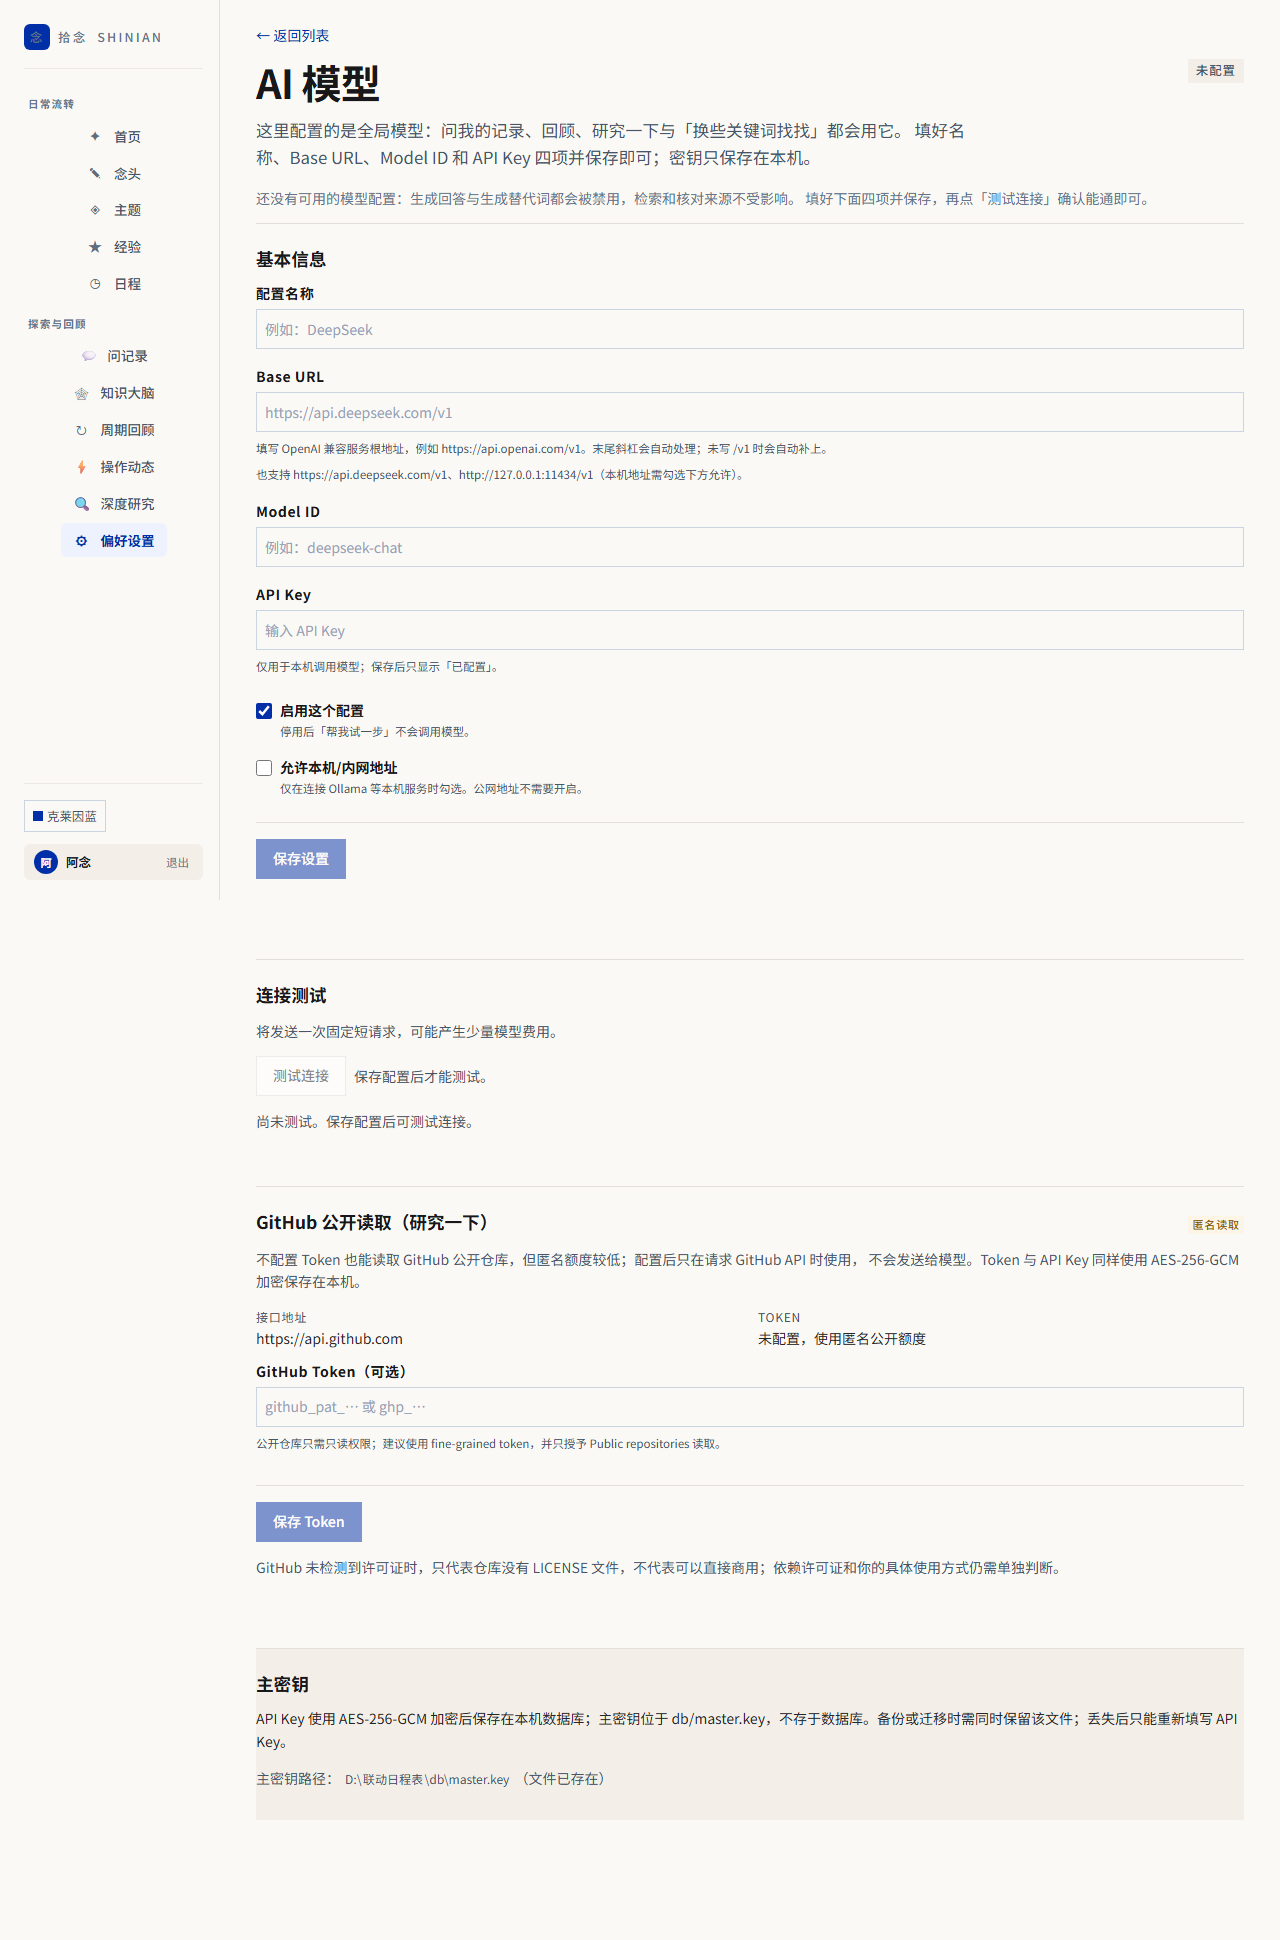 念 拾念 SHINIAN
日常流转
首页
念头
主题
经验
日程
探索与回顾
问记录
知识大脑
周期回顾
操作动态
深度研究
偏好设置
克莱因蓝
阿 阿念 退出
← 返回列表
AI 模型
未配置
这里配置的是全局模型：问我的记录、回顾、研究一下与「换些关键词找找」都会用它。 填好名
称、Base URL、Model ID 和 API Key 四项并保存即可；密钥只保存在本机。
还没有可用的模型配置：生成回答与生成替代词都会被禁用，检索和核对来源不受影响。 填好下面四项并保存，再点「测试连接」确认能通即可。
基本信息
配置名称
例如：DeepSeek
Base URL
https://api.deepseek.com/v1
填写 OpenAI 兼容服务根地址，例如 https://api.openai.com/v1。末尾斜杠会自动处理；未写 /v1 时会自动补上。
也支持 https://api.deepseek.com/v1、http://127.0.0.1:11434/v1（本机地址需勾选下方允许）。
Model ID
例如：deepseek-chat
API Key
输入 API Key
仅用于本机调用模型；保存后只显示「已配置」。
启用这个配置
停用后「帮我试一步」不会调用模型。
允许本机/内网地址
仅在连接 Ollama 等本机服务时勾选。公网地址不需要开启。
保存设置
连接测试
将发送一次固定短请求，可能产生少量模型费用。
测试连接 保存配置后才能测试。
尚未测试。保存配置后可测试连接。
GitHub 公开读取（研究一下）
匿名读取
不配置 Token 也能读取 GitHub 公开仓库，但匿名额度较低；配置后只在请求 GitHub API 时使用， 不会发送给模型。Token 与 API Key 同样使用 AES-256-GCM
加密保存在本机。
接口地址 TOKEN
https://api.github.com 未配置，使用匿名公开额度
GitHub Token（可选）
github_pat_… 或 ghp_…
公开仓库只需只读权限；建议使用 fine-grained token，并只授予 Public repositories 读取。
保存 Token
GitHub 未检测到许可证时，只代表仓库没有 LICENSE 文件，不代表可以直接商用；依赖许可证和你的具体使用方式仍需单独判断。
主密钥
API Key 使用 AES-256-GCM 加密后保存在本机数据库；主密钥位于 db/master.key，不存于数据库。备份或迁移时需同时保留该文件；丢失后只能重新填写 API
Key。
主密钥路径： D:\联动日程表\db\master.key （文件已存在）